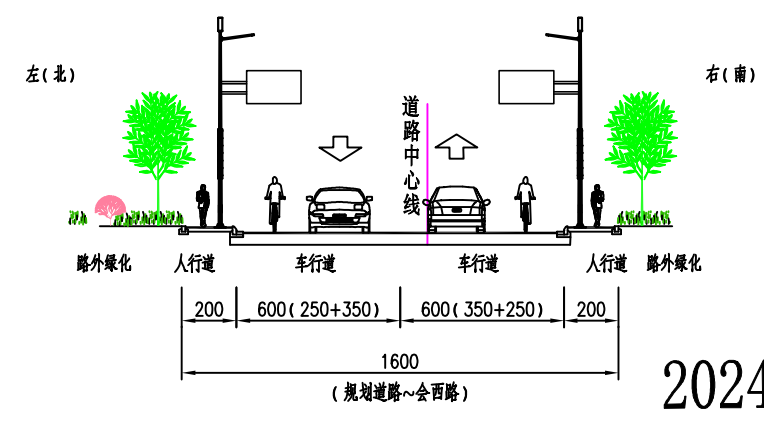 左(北)
右(南)
道路中心线
路外绿化 人行道 车行道 车行道 人行道 路外绿化
200 600(250+350) 600(350+250) 200
1600
(规划道路~会西路)
2024